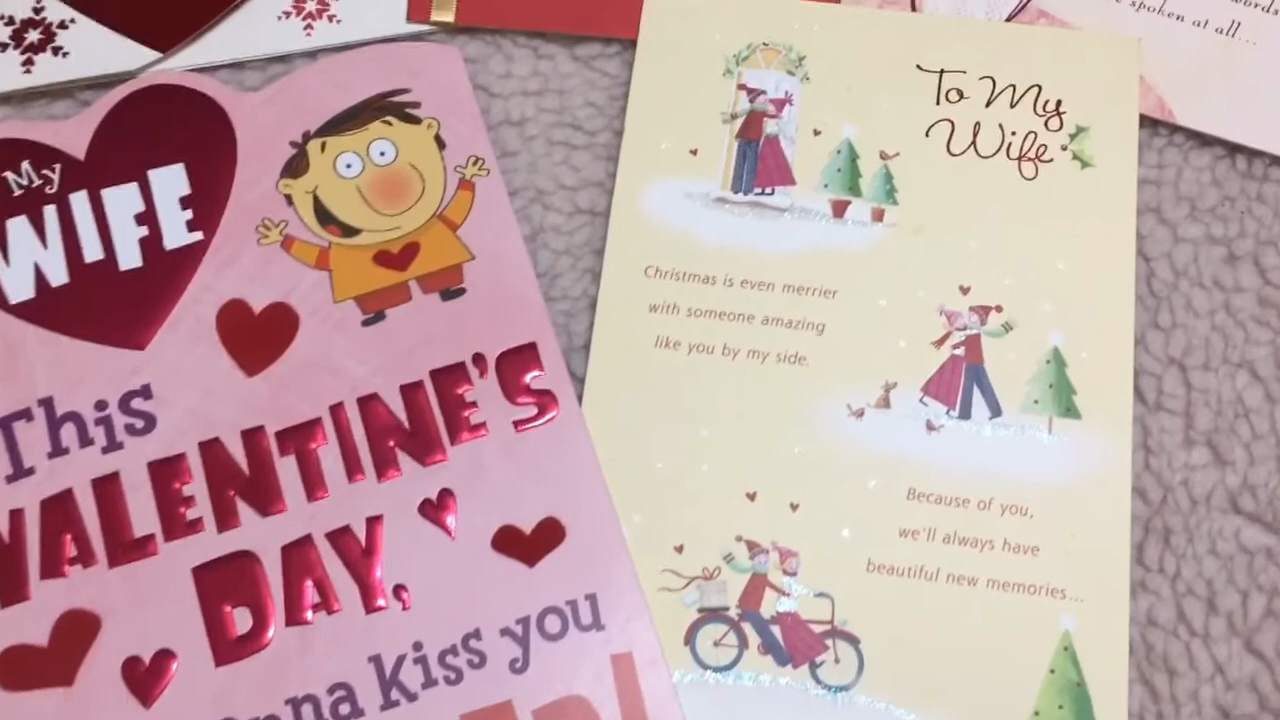 My
WIFE
This
VALENTINE'S
DAY,
kiss you
To My
Wife
Christmas is even merrier
with someone amazing
like you by my side.
Because of you,
we'll always have
beautiful new memories...
words
spoken at all...